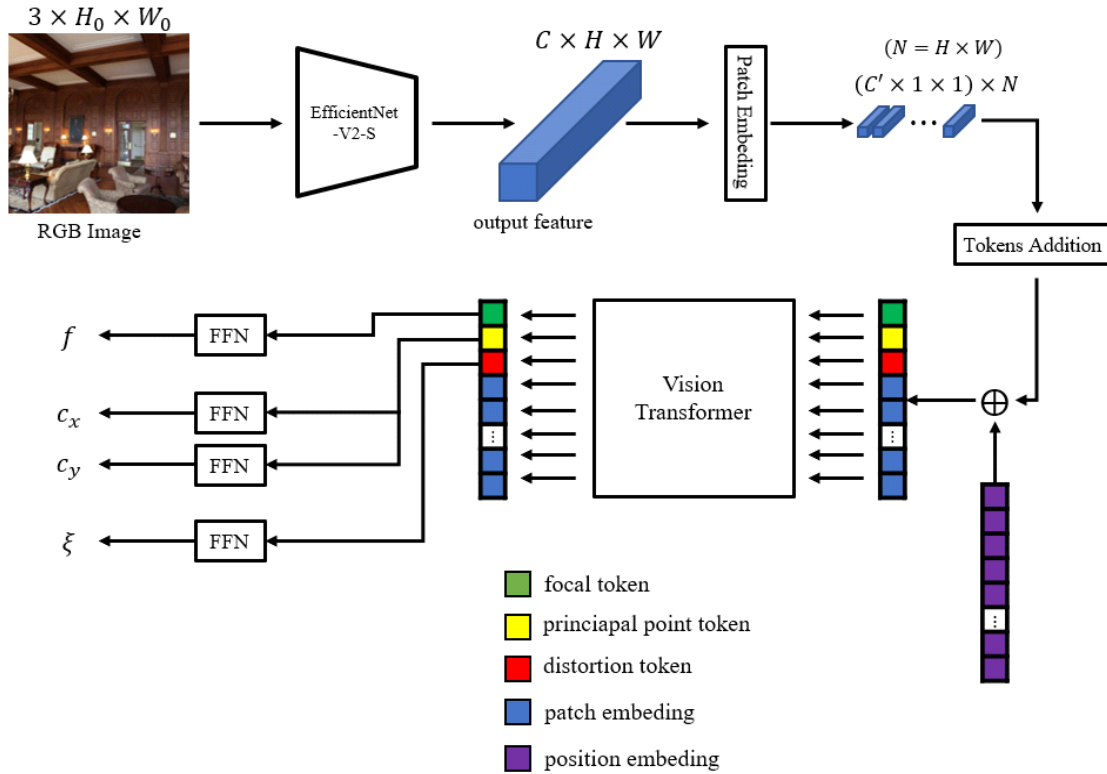 3 × H₀ × W₀
RGB Image
EfficientNet
-V2-S
C × H × W
output feature
Patch Embeding
(N = H × W)
(C′ × 1 × 1) × N
Tokens Addition
f
FFN
c_x
FFN
c_y
FFN
ξ
FFN
Vision
Transformer
focal token
princiapal point token
distortion token
patch embeding
position embeding